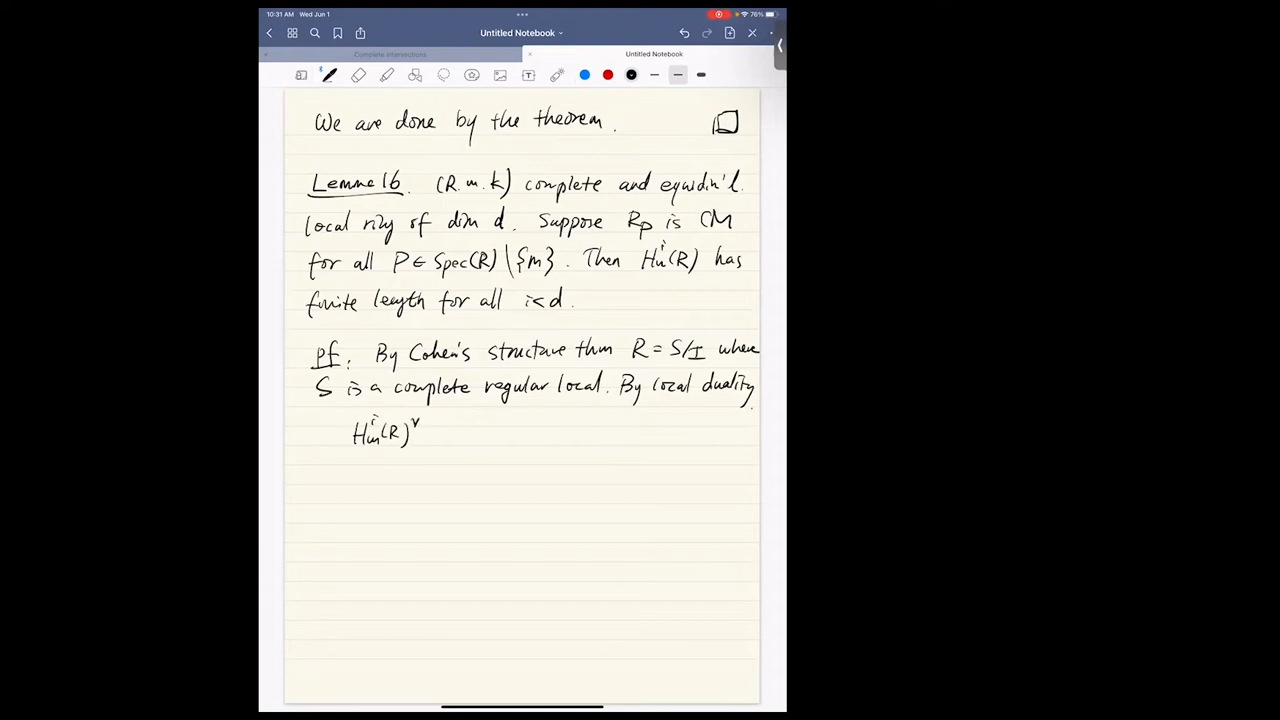 10:31 AM Wed Jun 1
76%
Untitled Notebook
Complete intersections
Untitled Notebook
We are done by the theorem.
Lemma 16. (R, m, k) complete and equidim'l.
local ring of dim d. Suppose R_P is CM
for all P ∈ Spec(R) \ {m}. Then H^i_m(R) has
finite length for all i < d.
Pf: By Cohen's structure thm R = S/I where
S is a complete regular local. By local duality,
H^i_m(R)^∨